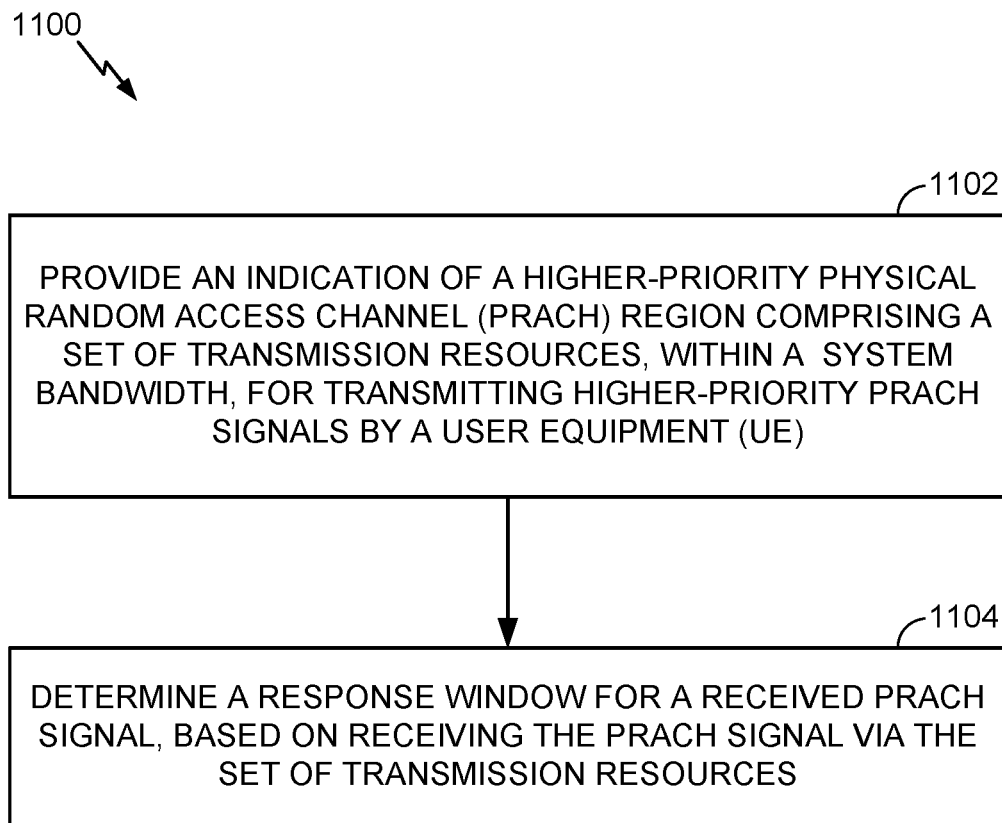 1100
1102
PROVIDE AN INDICATION OF A HIGHER-PRIORITY PHYSICAL
RANDOM ACCESS CHANNEL (PRACH) REGION COMPRISING A
SET OF TRANSMISSION RESOURCES, WITHIN A SYSTEM
BANDWIDTH, FOR TRANSMITTING HIGHER-PRIORITY PRACH
SIGNALS BY A USER EQUIPMENT (UE)
1104
DETERMINE A RESPONSE WINDOW FOR A RECEIVED PRACH
SIGNAL, BASED ON RECEIVING THE PRACH SIGNAL VIA THE
SET OF TRANSMISSION RESOURCES